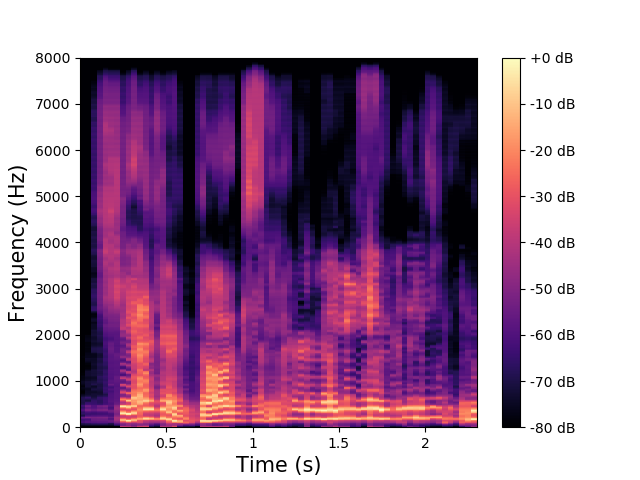 8000
7000
6000
5000
4000
3000
2000
1000
0
Frequency (Hz)
0
0.5
1
1.5
2
Time (s)
+0 dB
-10 dB
-20 dB
-30 dB
-40 dB
-50 dB
-60 dB
-70 dB
-80 dB